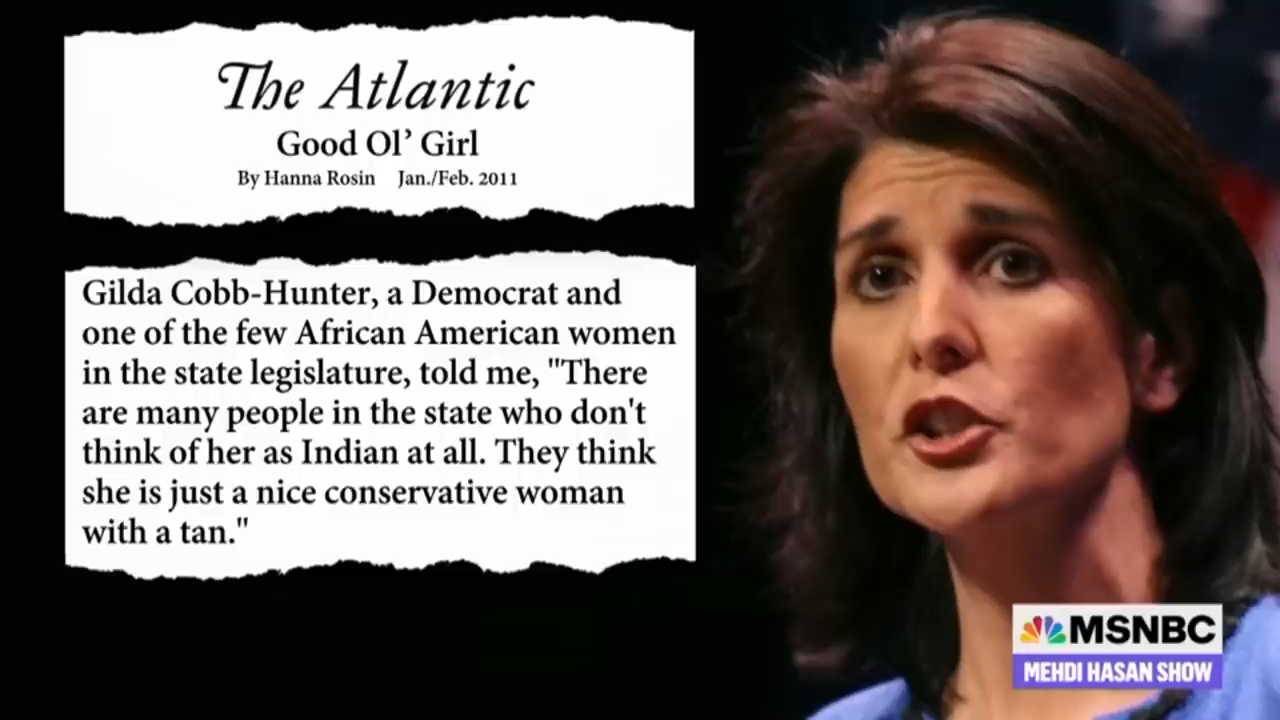 The Atlantic
Good Ol’ Girl
By Hanna Rosin Jan./Feb. 2011
Gilda Cobb-Hunter, a Democrat and
one of the few African American women
in the state legislature, told me, "There
are many people in the state who don't
think of her as Indian at all. They think
she is just a nice conservative woman
with a tan."
MSNBC
MEHDI HASAN SHOW